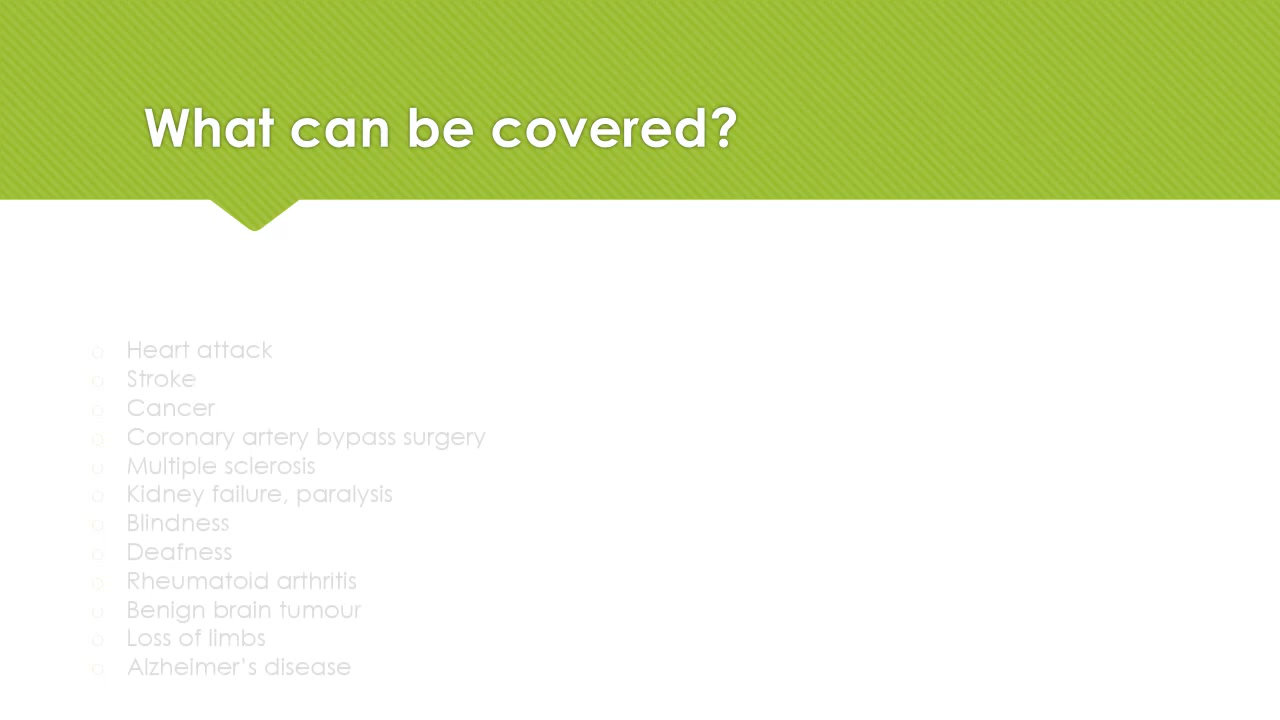 What can be covered?
Heart attack
Stroke
Cancer
Coronary artery bypass surgery
Multiple sclerosis
Kidney failure, paralysis
Blindness
Deafness
Rheumatoid arthritis
Benign brain tumour
Loss of limbs
Alzheimer’s disease